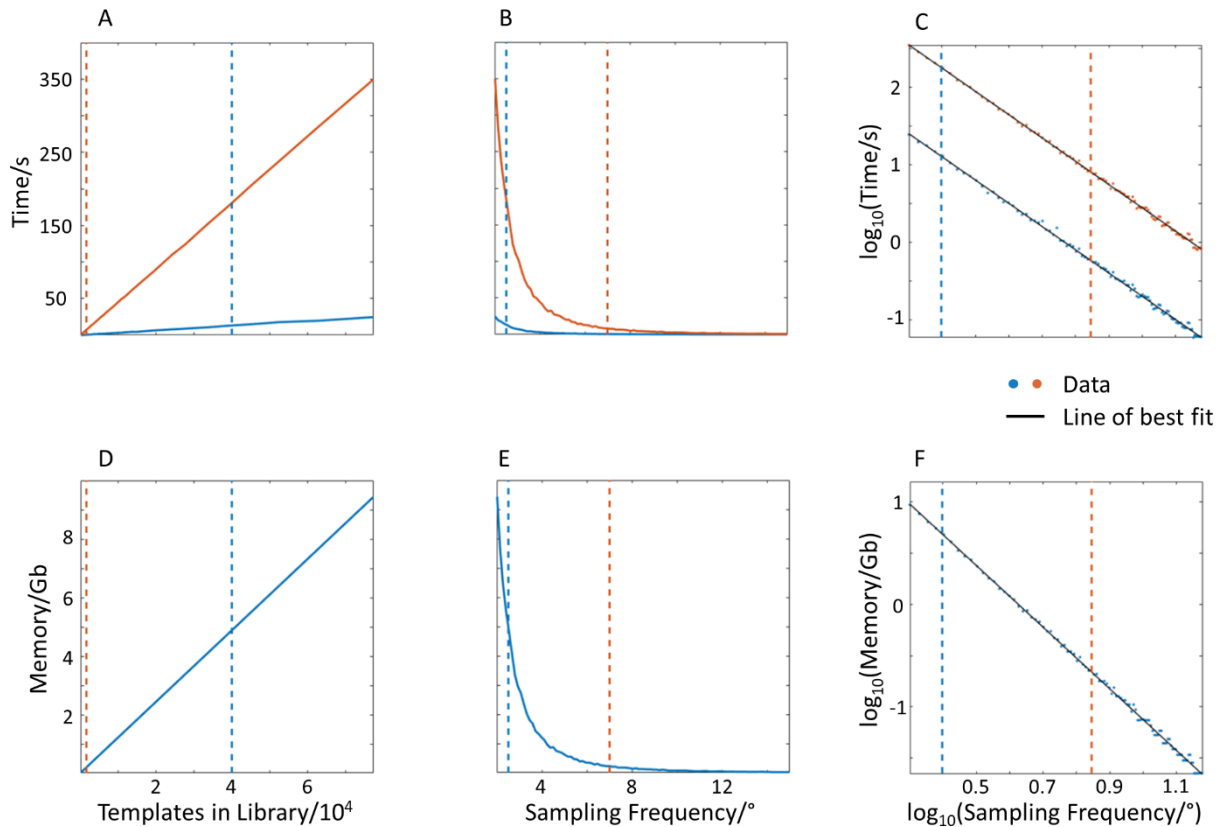 A
B
C
350
250
150
50
Time/s
2
1
0
-1
log10(Time/s)
Data
Line of best fit
D
E
F
8
6
4
2
Memory/Gb
1
0
-1
log10(Memory/Gb)
2 4 6
4 8 12
0.5 0.7 0.9 1.1
Templates in Library/10⁴
Sampling Frequency/°
log₁₀(Sampling Frequency/°)